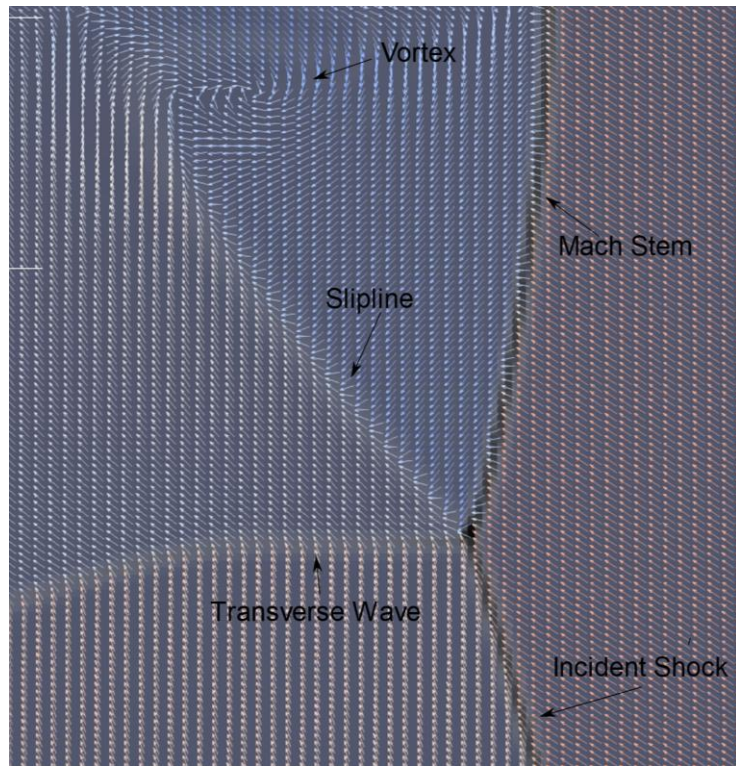 Vortex
Mach Stem
Slipline
Transverse Wave
Incident Shock